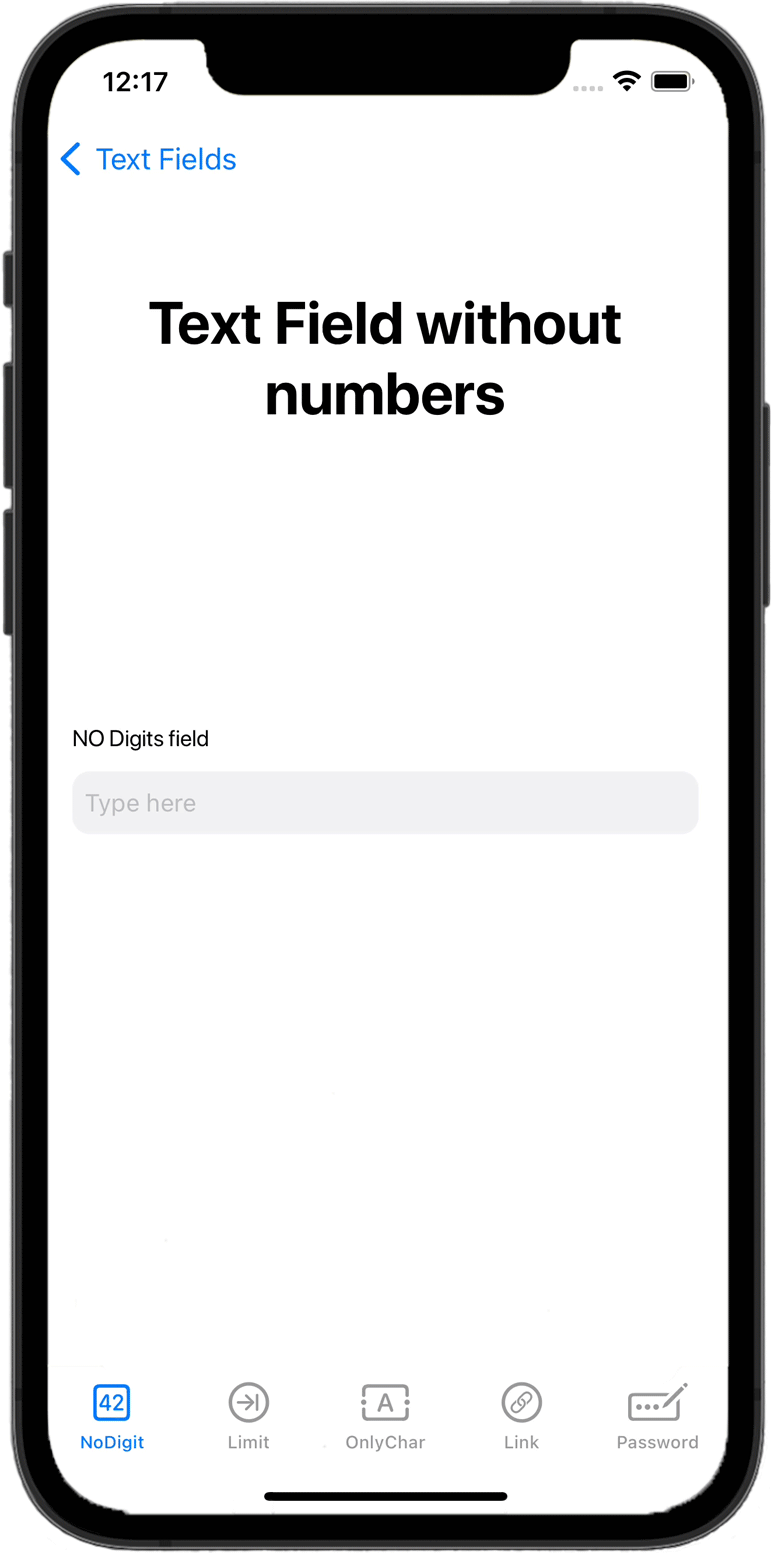 12:17
Text Fields
Text Field without
numbers
NO Digits field
Type here
42
A
NoDigit
Limit
OnlyChar
Link
Password